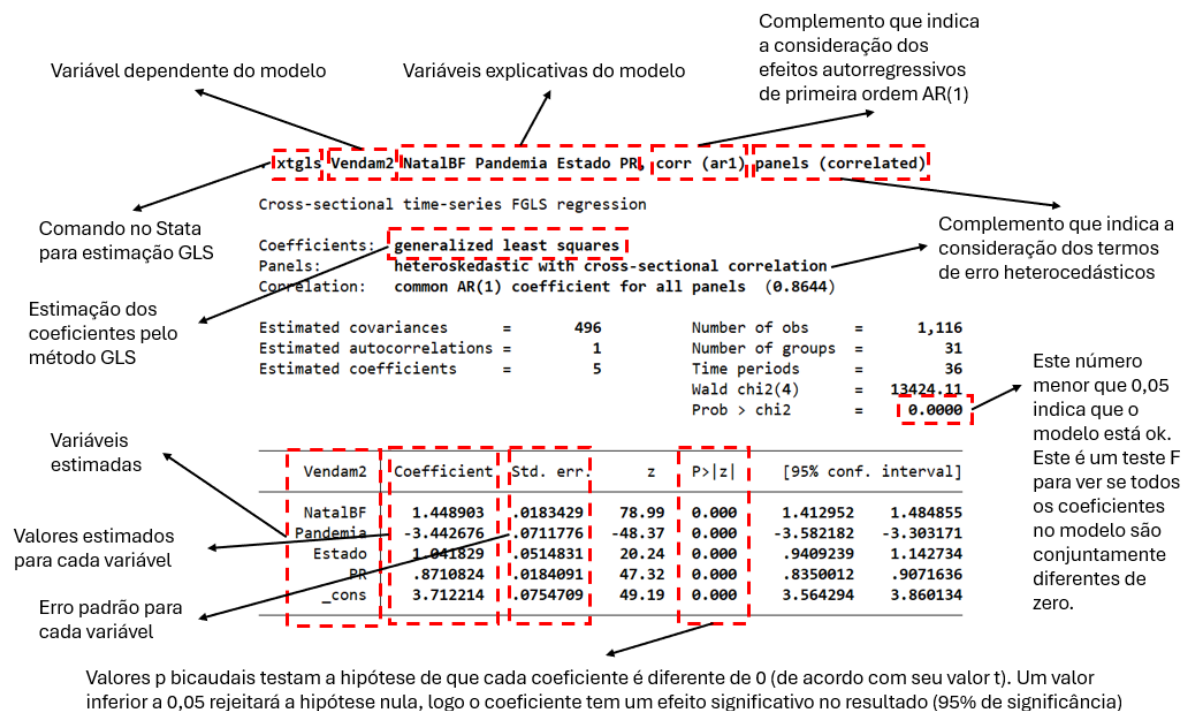 Complemento que indica
a consideração dos
efeitos autorregressivos
de primeira ordem AR(1)
Variável dependente do modelo
Variáveis explicativas do modelo
. xtgls Vendam2 NatalBF Pandemia Estado PR, corr (ar1) panels (correlated)
Cross-sectional time-series FGLS regression
Comando no Stata
para estimação GLS
Complemento que indica a
consideração dos termos
de erro heterocedásticos
Coefficients: generalized least squares
Panels: heteroskedastic with cross-sectional correlation
Correlation: common AR(1) coefficient for all panels (0.8644)
Estimação dos
coeficientes pelo
método GLS
Estimated covariances = 496 Number of obs = 1,116
Estimated autocorrelations = 1 Number of groups = 31
Estimated coefficients = 5 Time periods = 36
Wald chi2(4) = 13424.11
Prob > chi2 = 0.0000
Este número
menor que 0,05
indica que o
modelo está ok.
Este é um teste F
para ver se todos
os coeficientes
no modelo são
conjuntamente
diferentes de
zero.
Variáveis
estimadas
Valores estimados
para cada variável
Erro padrão para
cada variável
Vendam2 Coefficient Std. err. z P>|z| [95% conf. interval]
NatalBF 1.448903 .0183429 78.99 0.000 1.412952 1.484855
Pandemia -3.442676 .0711776 -48.37 0.000 -3.582182 -3.303171
Estado 1.041829 .0514831 20.24 0.000 .9409239 1.142734
PR .8710824 .0184091 47.32 0.000 .8350012 .9071636
_cons 3.712214 .0754709 49.19 0.000 3.564294 3.860134
Valores p bicaudais testam a hipótese de que cada coeficiente é diferente de 0 (de acordo com seu valor t). Um valor
inferior a 0,05 rejeitará a hipótese nula, logo o coeficiente tem um efeito significativo no resultado (95% de significância)